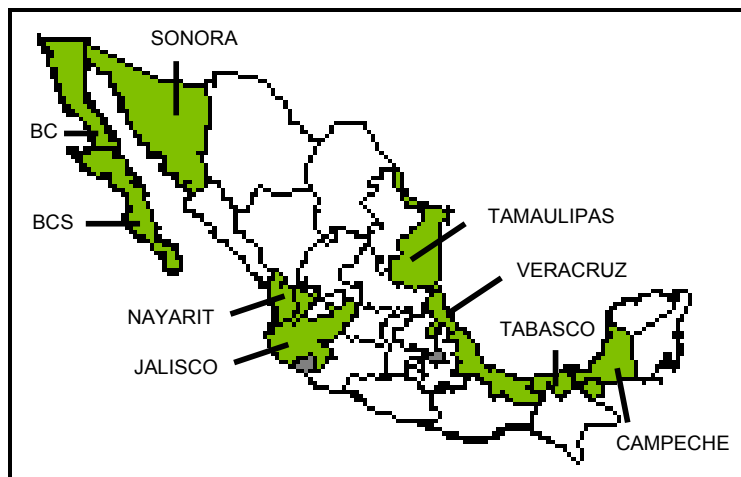 SONORA
BC
BCS
TAMAULIPAS
VERACRUZ
NAYARIT
TABASCO
JALISCO
CAMPECHE